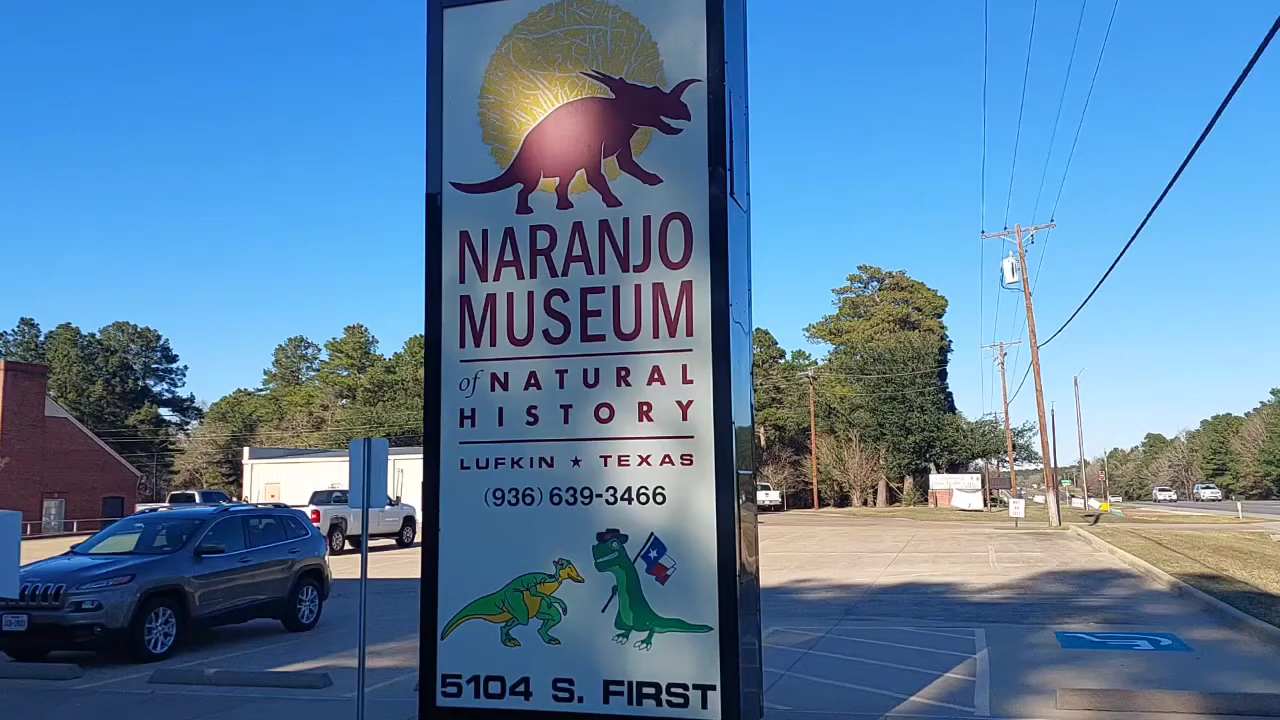 NARANJO
MUSEUM
of NATURAL
HISTORY
LUFKIN ★ TEXAS
(936) 639-3466
5104 S. FIRST